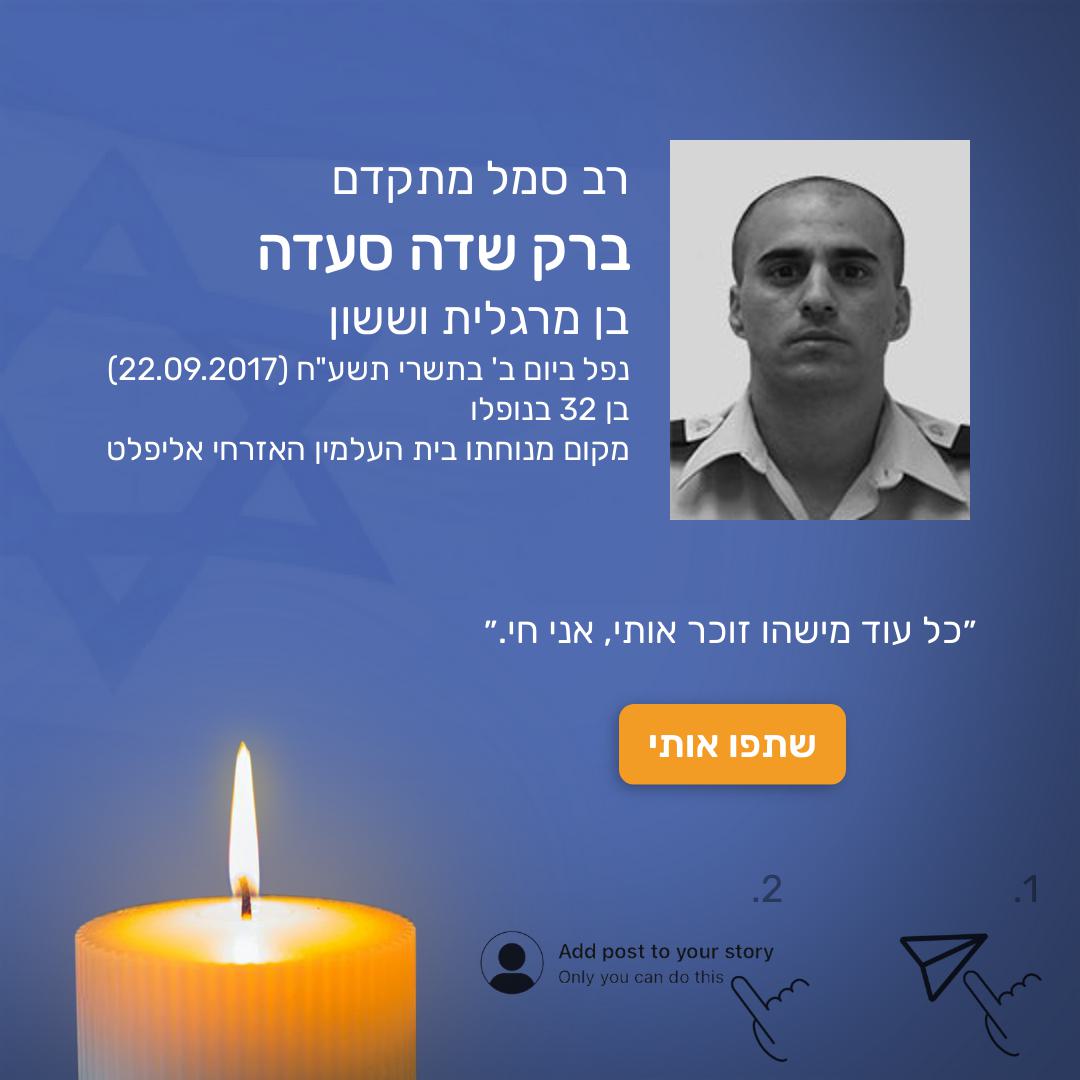 רב סמל מתקדם
ברק שדה סעדה
בן מרגלית וששון
נפל ביום ב' בתשרי תשע"ח (22.09.2017)
בן 32 בנופלו
מקום מנוחתו בית העלמין האזרחי אליפלט
״כל עוד מישהו זוכר אותי, אני חי.״
שתפו אותי
1.
2.
Add post to your story
Only you can do this